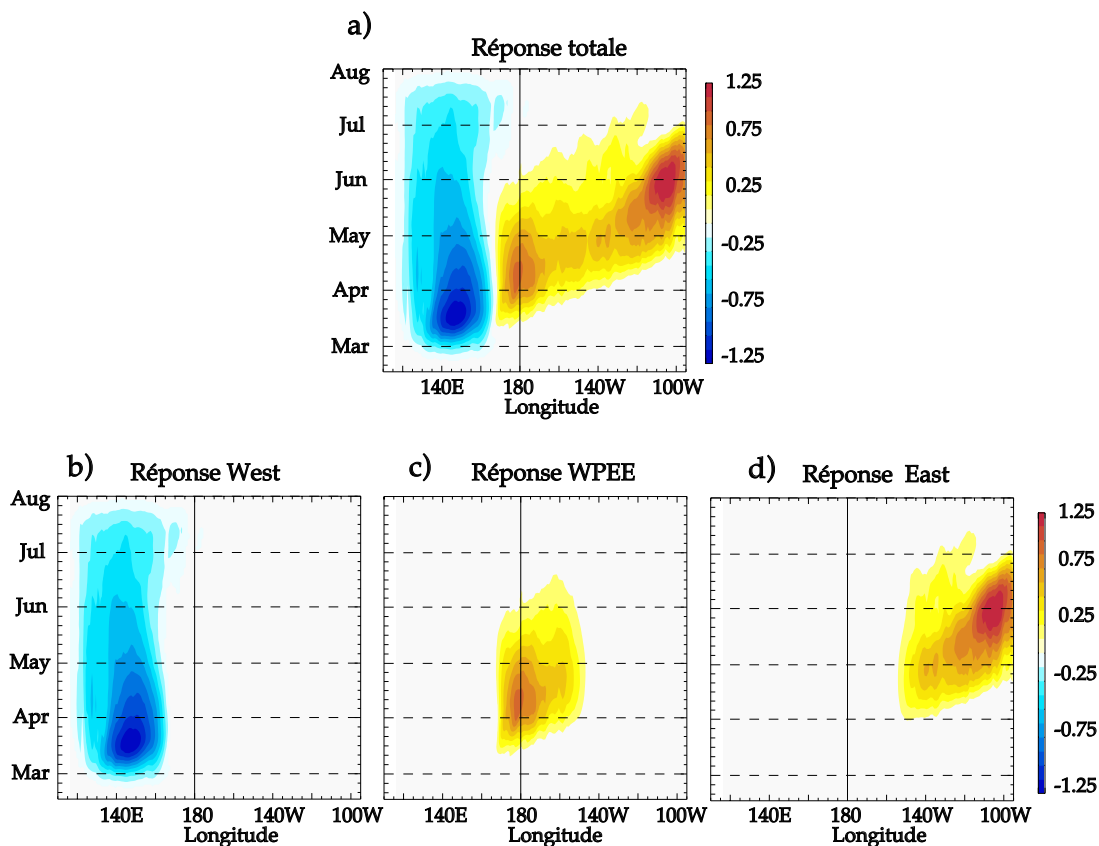 a)
Réponse totale
Aug
Jul
Jun
May
Apr
Mar
140E 180 140W 100W
Longitude
1.25
0.75
0.25
-0.25
-0.75
-1.25
b) Réponse West
Aug
Jul
Jun
May
Apr
Mar
140E 180 140W 100W
Longitude
c) Réponse WPEE
140E 180 140W 100W
Longitude
d) Réponse East
140E 180 140W 100W
Longitude
1.25
0.75
0.25
-0.25
-0.75
-1.25